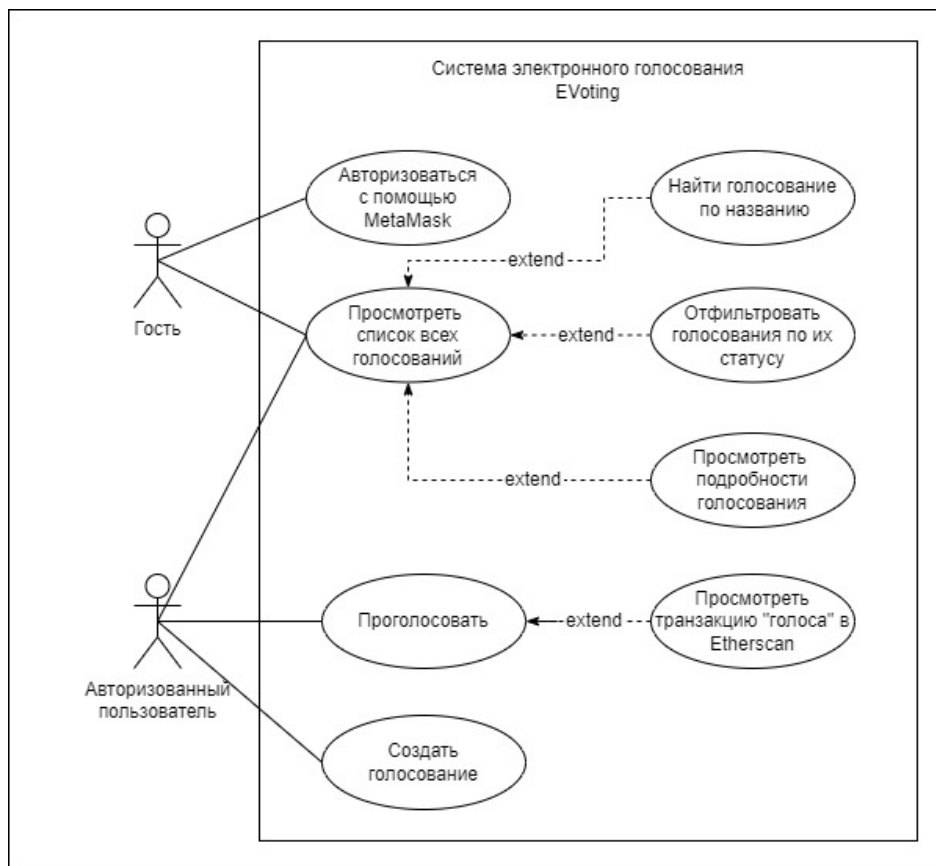 Система электронного голосования
EVoting
Авторизоваться
с помощью
MetaMask
Найти голосование
по названию
extend
Гость
Просмотреть
список всех
голосований
extend
Отфильтровать
голосования по их
статусу
extend
Просмотреть
подробности
голосования
Проголосовать
extend
Просмотреть
транзакцию "голоса" в
Etherscan
Авторизованный
пользователь
Создать
голосование